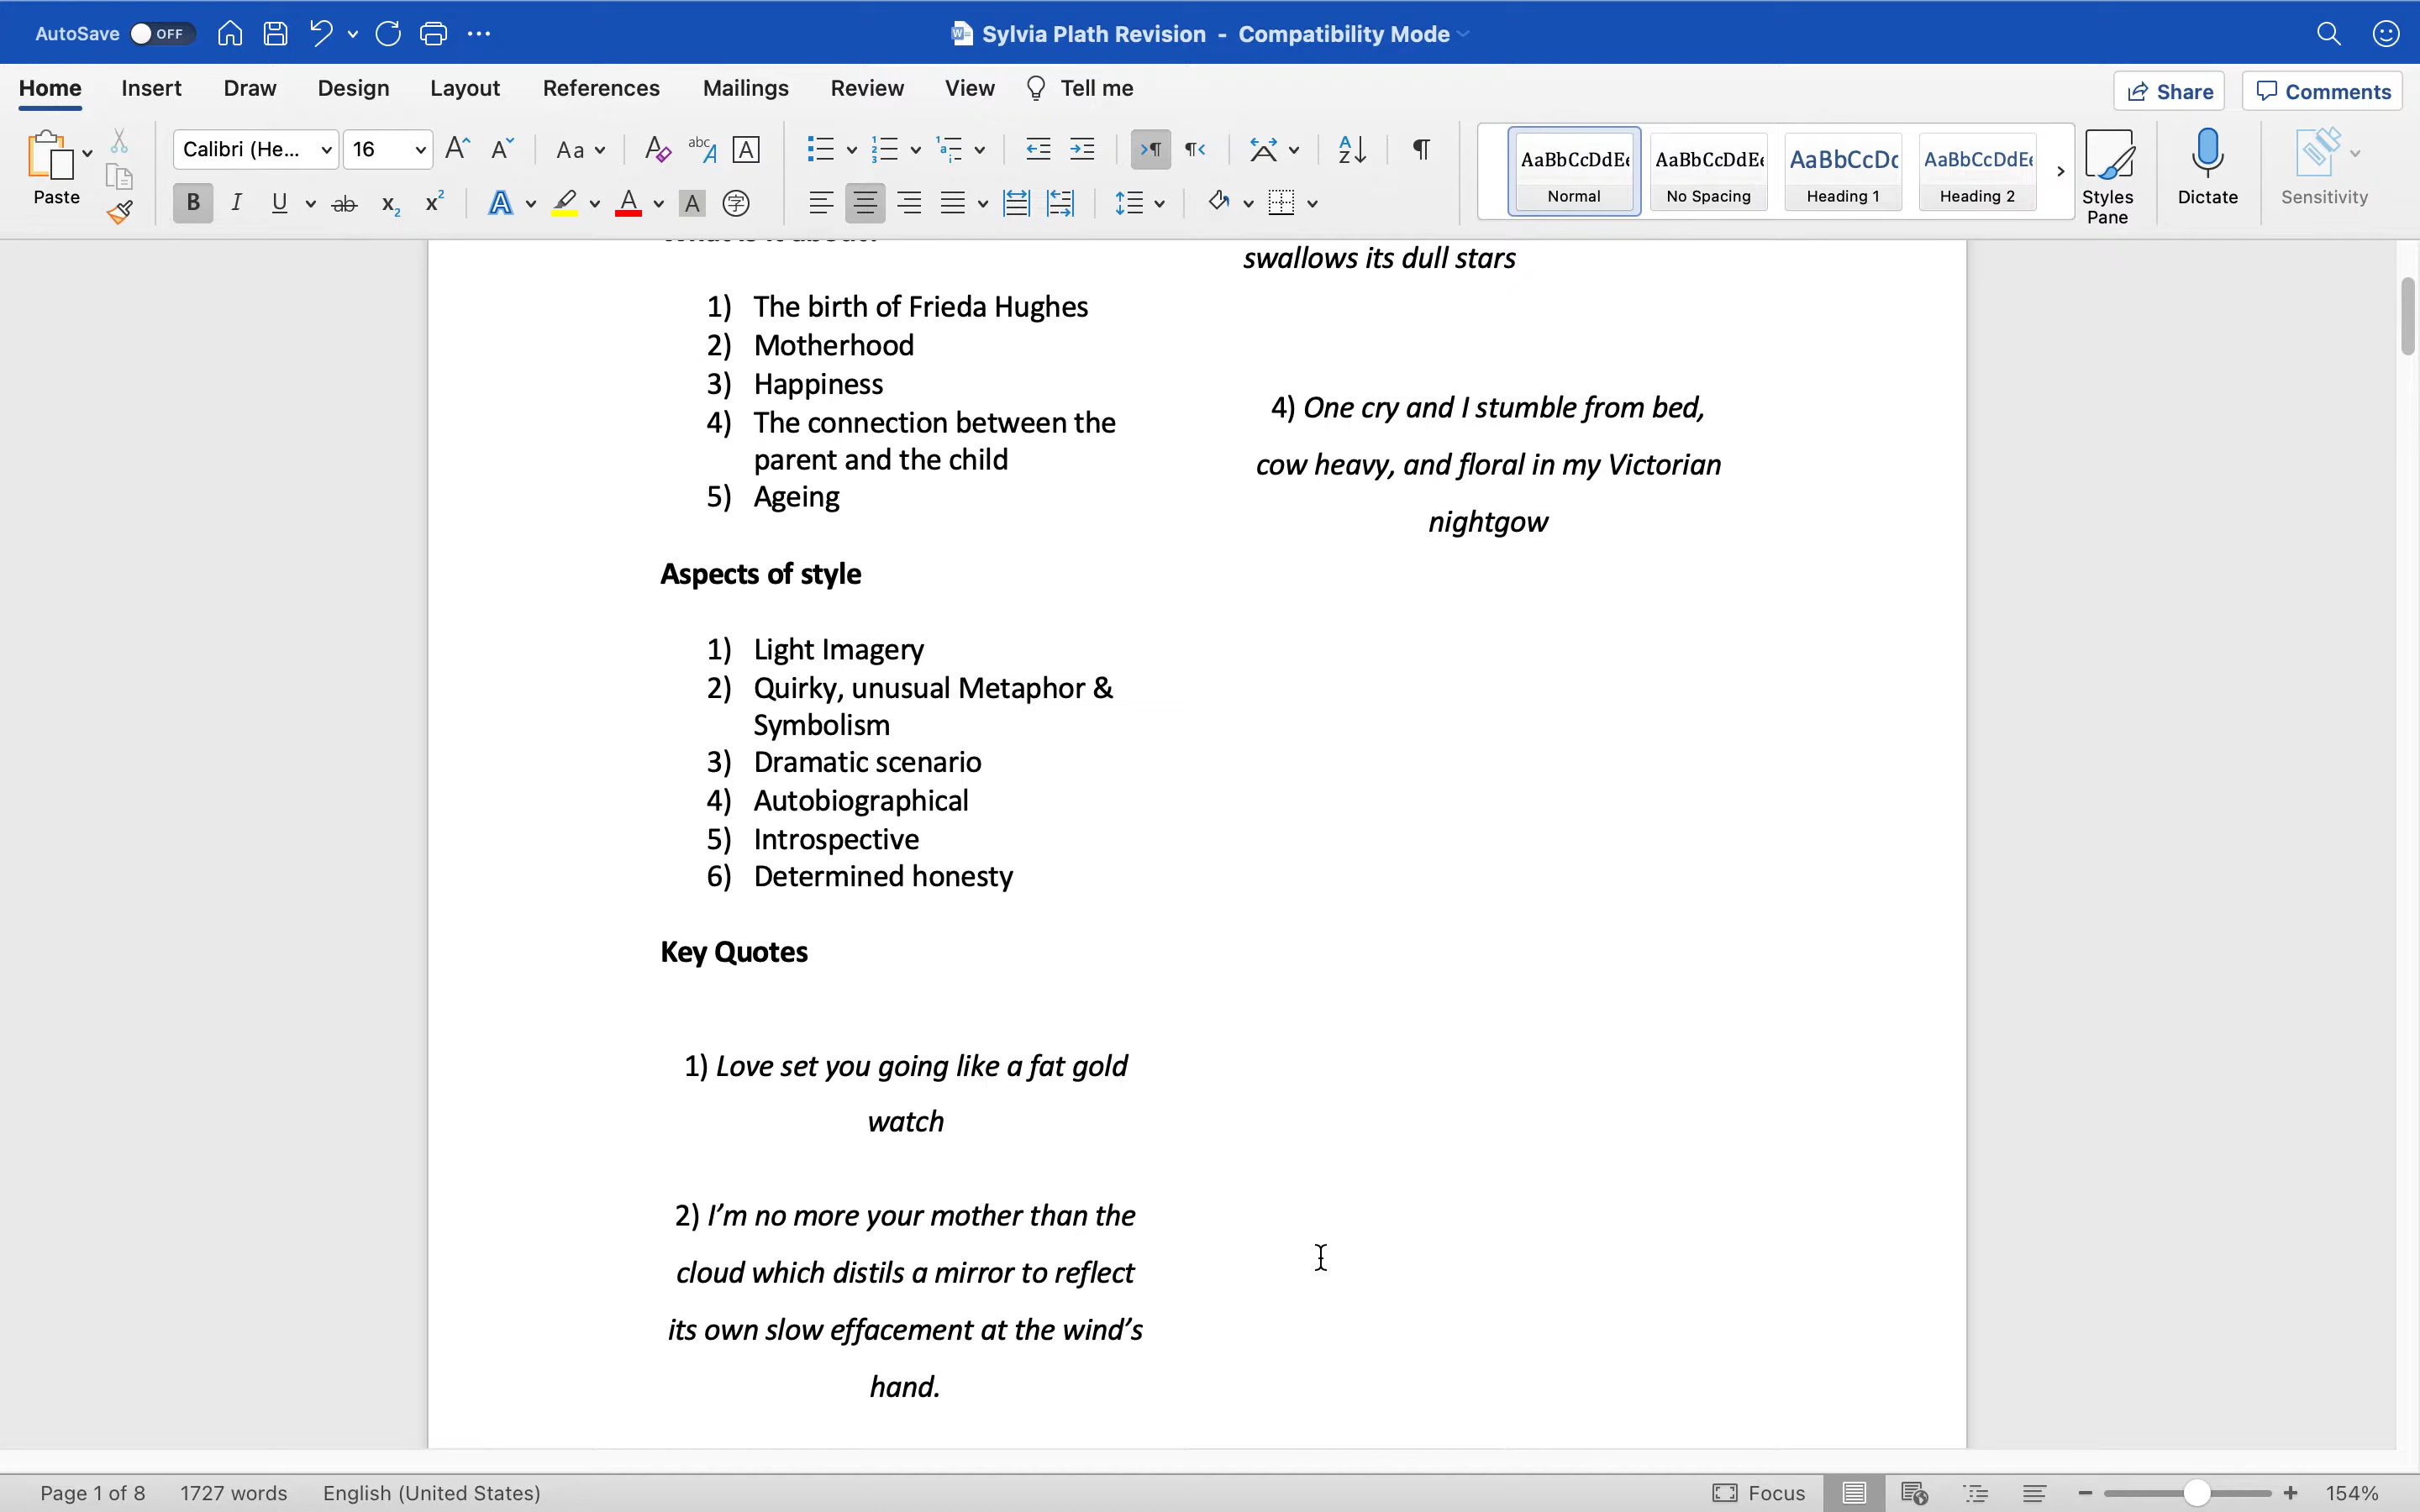 AutoSave OFF
Sylvia Plath Revision - Compatibility Mode
Home Insert Draw Design Layout References Mailings Review View Tell me
Share Comments
Paste
Calibri (He... 16
AaBbCcDdEe AaBbCcDdEe AaBbCcDc AaBbCcDdEe
Normal No Spacing Heading 1 Heading 2
Styles
Pane
Dictate
Sensitivity
What is it about?
1) The birth of Frieda Hughes
2) Motherhood
3) Happiness
4) The connection between the
parent and the child
5) Ageing
Aspects of style
1) Light Imagery
2) Quirky, unusual Metaphor &
Symbolism
3) Dramatic scenario
4) Autobiographical
5) Introspective
6) Determined honesty
Key Quotes
1) Love set you going like a fat gold
watch
2) I’m no more your mother than the
cloud which distils a mirror to reflect
its own slow effacement at the wind’s
hand.
swallows its dull stars
4) One cry and I stumble from bed,
cow heavy, and floral in my Victorian
nightgow
Page 1 of 8 1727 words English (United States)
Focus 154%